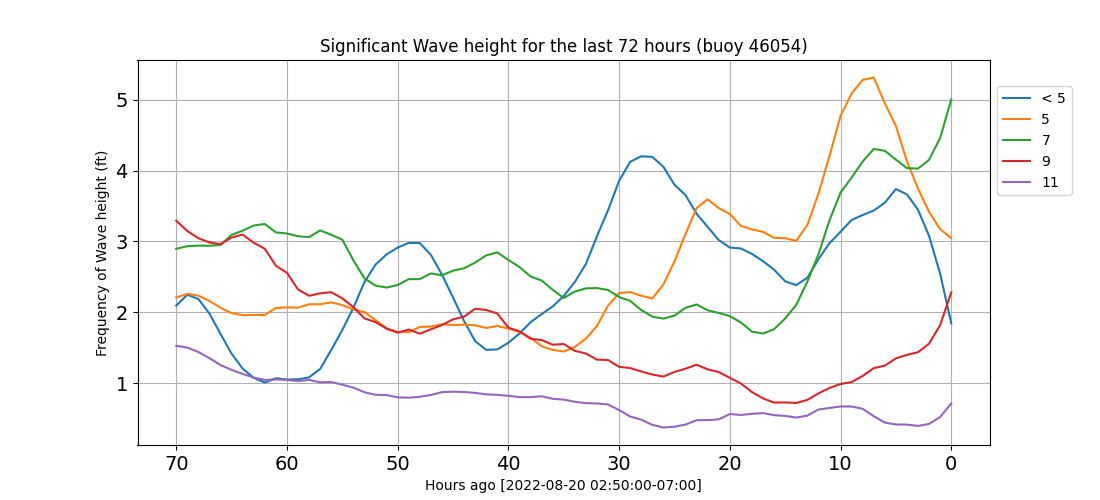 Significant Wave height for the last 72 hours (buoy 46054)
Frequency of Wave height (ft)
5
4
3
2
1
70 60 50 40 30 20 10 0
Hours ago [2022-08-20 02:50:00-07:00]
< 5
5
7
9
11